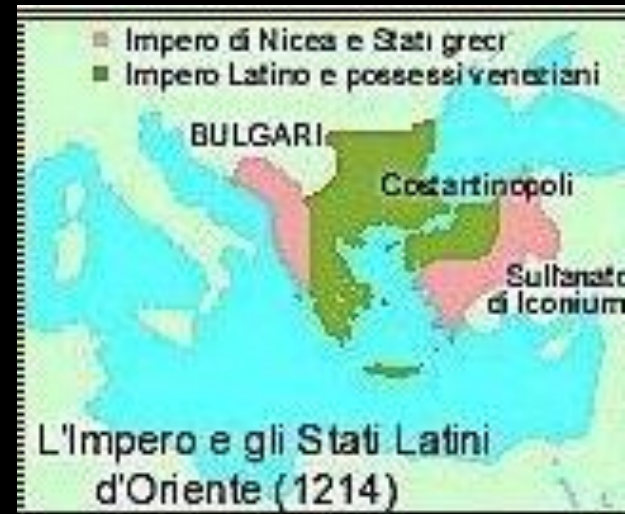 Impero di Nicea e Stati greci
Impero Latino e possessi veneziani
BULGARI
Costantinopoli
Sultanato
di Iconium
L'Impero e gli Stati Latini
d'Oriente (1214)